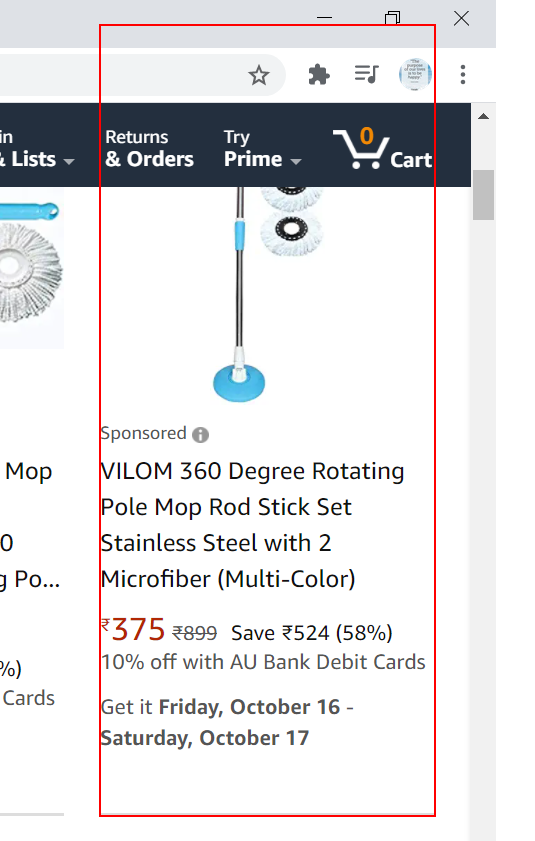 in
& Lists
Returns
& Orders
Try
Prime
0
Cart
Sponsored
Mop
0
g Po...
%)
Cards
VILOM 360 Degree Rotating
Pole Mop Rod Stick Set
Stainless Steel with 2
Microfiber (Multi-Color)
₹375 ₹899 Save ₹524 (58%)
10% off with AU Bank Debit Cards
Get it Friday, October 16 -
Saturday, October 17